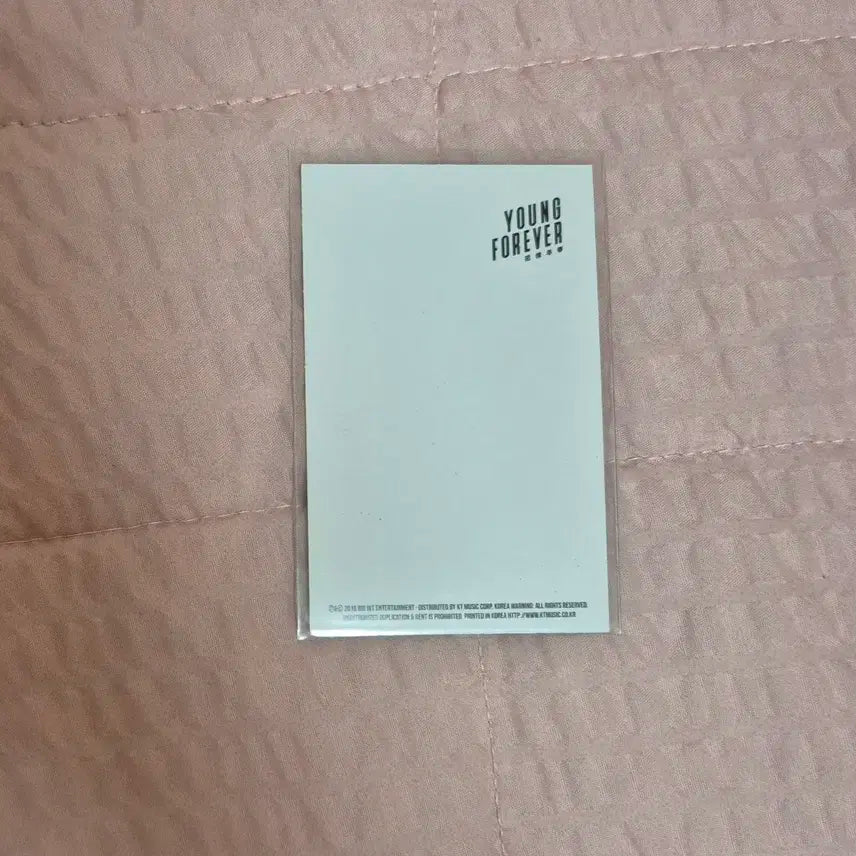 YOUNG
FOREVER
花樣年華
℗© 2016 BIG HIT ENTERTAINMENT · DISTRIBUTED BY KT MUSIC CORP, KOREA WARNING: ALL RIGHTS RESERVED.
UNAUTHORIZED DUPLICATION & RENT IS PROHIBITED. PRINTED IN KOREA HTTP://WWW.KTMUSIC.CO.KR